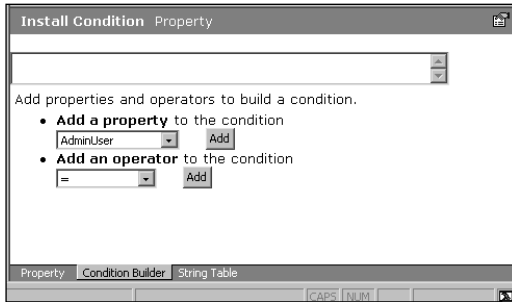 Install Condition Property
Add properties and operators to build a condition.
• Add a property to the condition
AdminUser Add
• Add an operator to the condition
= Add
Property Condition Builder String Table
CAPS NUM